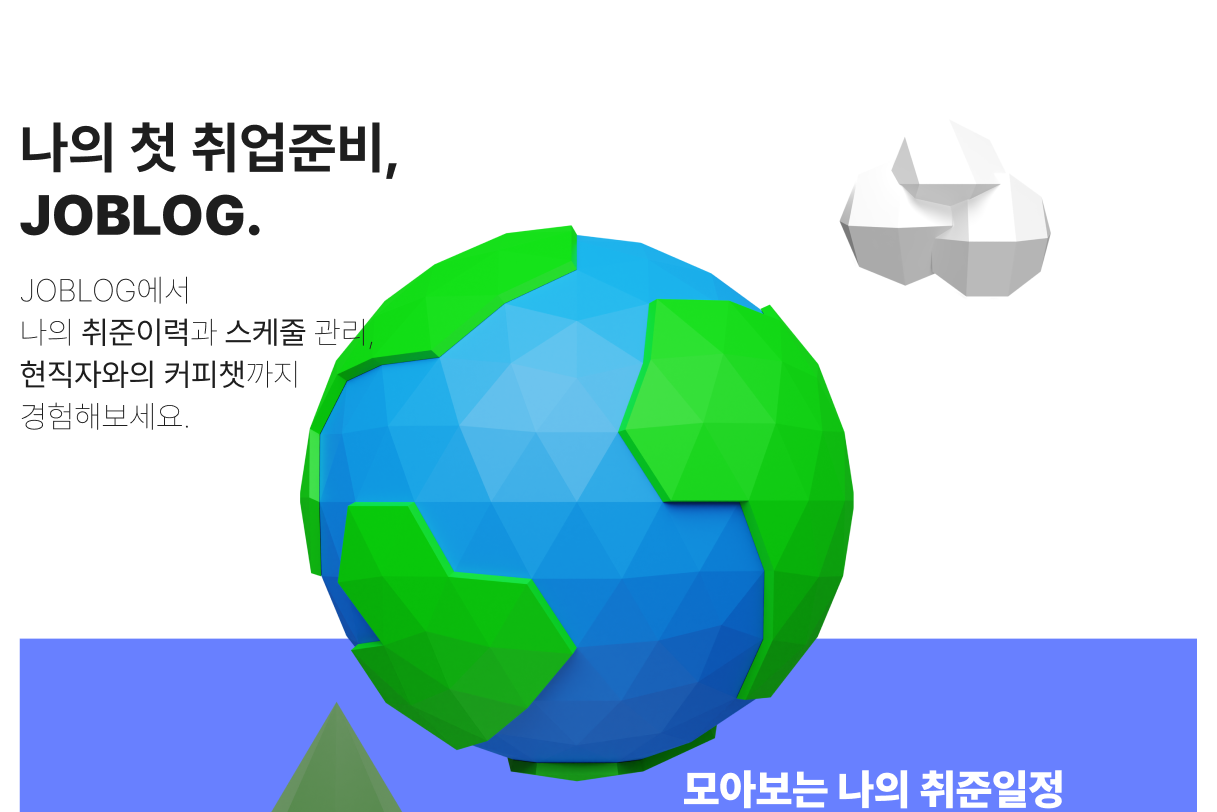 나의 첫 취업준비,
JOBLOG.
JOBLOG에서
나의 취준이력과 스케줄 관리,
현직자와의 커피챗까지
경험해보세요.
모아보는 나의 취준일정